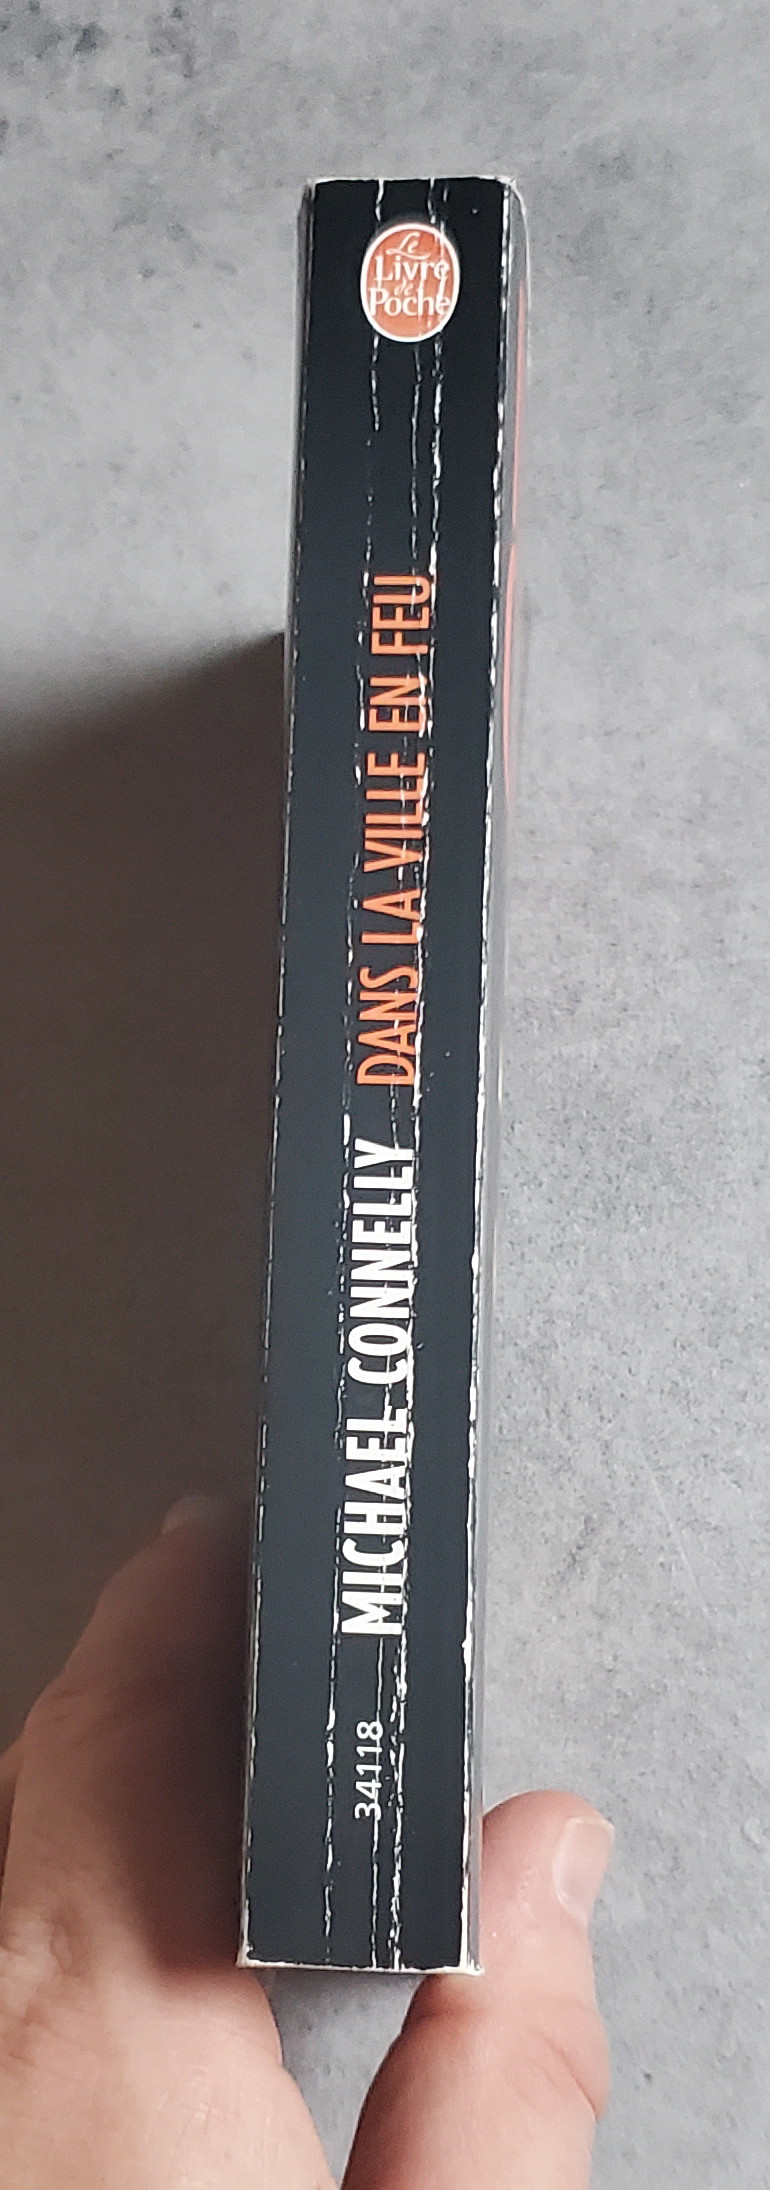 Le
Livre
de
Poche
DANS LA VILLE EN FEU
MICHAEL CONNELLY
34118